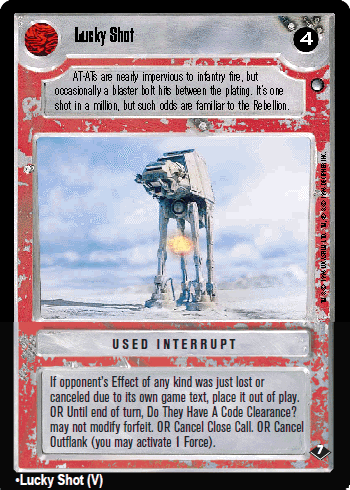 Lucky Shot
4
AT-ATs are nearly impervious to infantry fire, but
occasionally a blaster bolt hits between the plating. It's one
shot in a million, but such odds are familiar to the Rebellion.
USED INTERRUPT
If opponent's Effect of any kind was just lost or
canceled due to its own game text, place it out of play.
OR Until end of turn, Do They Have A Code Clearance?
may not modify forfeit. OR Cancel Close Call. OR Cancel
Outflank (you may activate 1 Force).
7
•Lucky Shot (V)